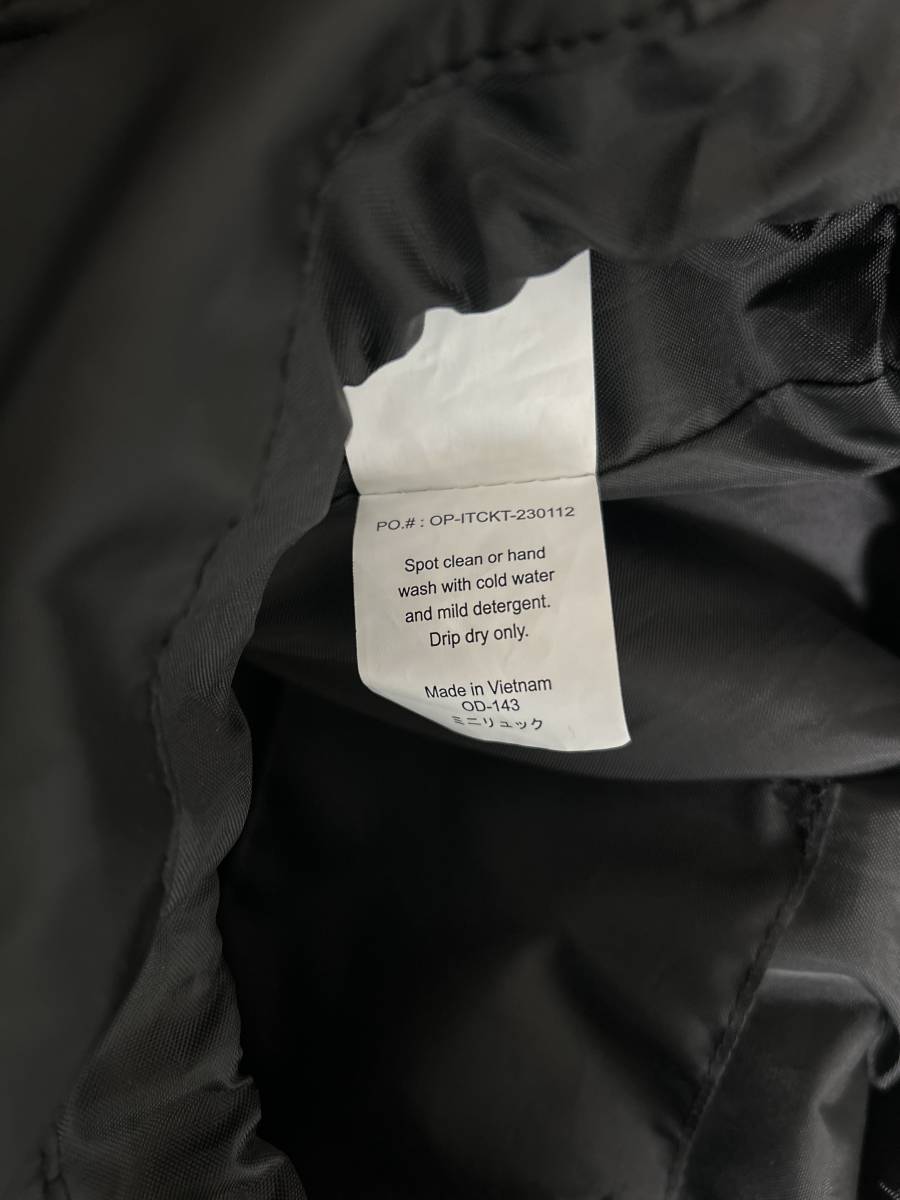 PO.# : OP-ITCKT-230112
Spot clean or hand
wash with cold water
and mild detergent.
Drip dry only.
Made in Vietnam
OD-143
ミニリュック